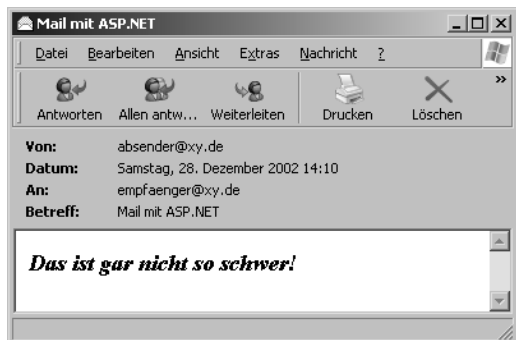 Mail mit ASP.NET
Datei Bearbeiten Ansicht Extras Nachricht ?
Antworten Allen antw... Weiterleiten Drucken Löschen »
Von: absender@xy.de
Datum: Samstag, 28. Dezember 2002 14:10
An: empfaenger@xy.de
Betreff: Mail mit ASP.NET
Das ist gar nicht so schwer!